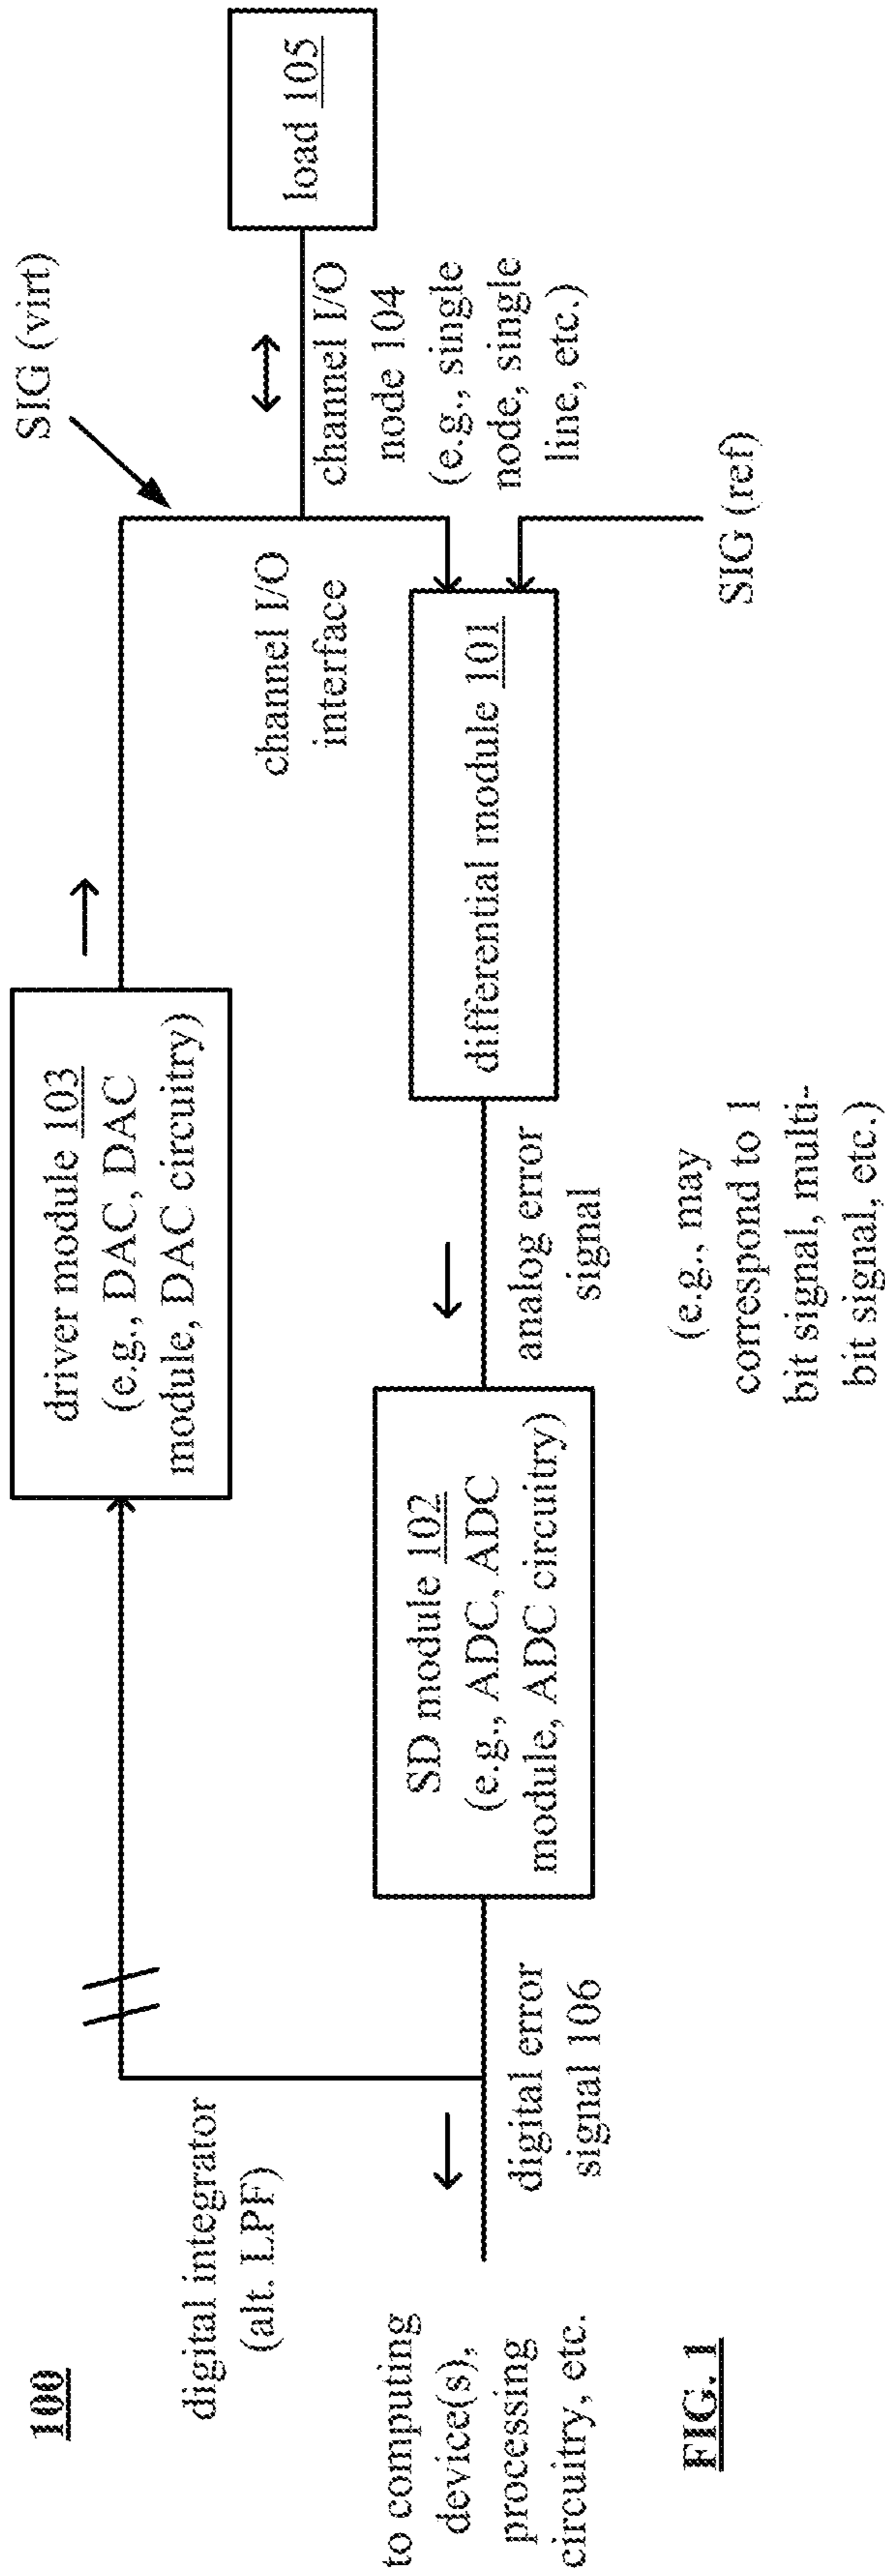 100
digital integrator
(alt. LPF)
driver module 103
(e.g., DAC, DAC
module, DAC circuitry)
SIG (virt)
load 105
channel I/O
interface
channel I/O
node 104
(e.g., single
node, single
line, etc.)
to computing
device(s),
processing
circuitry, etc.
digital error
signal 106
SD module 102
(e.g., ADC, ADC
module, ADC circuitry)
analog error
signal
differential module 101
SIG (ref)
(e.g., may
correspond to 1
bit signal, multi-
bit signal, etc.)
FIG. 1